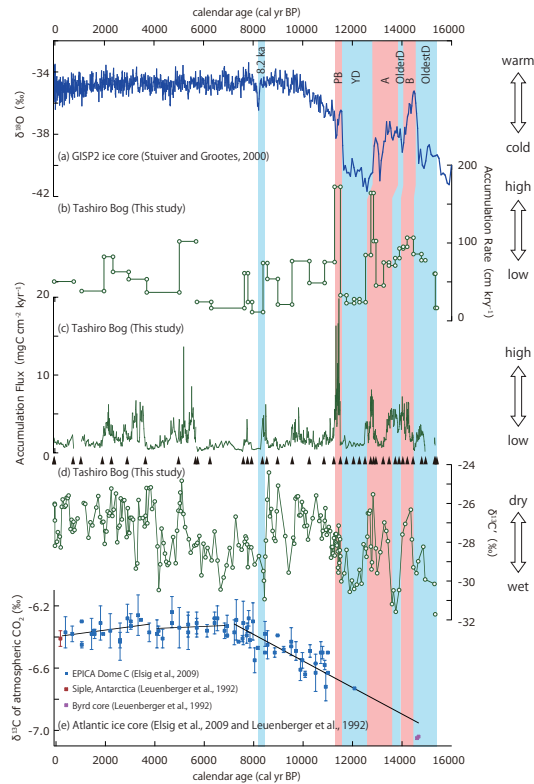 calendar age (cal yr BP)
0 2000 4000 6000 8000 10000 12000 14000 16000
8.2 ka
PB
YD
A
OlderD
B
OldestD
warm
cold
-34
-38
-42
δ¹⁸O (‰)
(a) GISP2 ice core (Stuiver and Grootes, 2000)
200
100
0
Accumulation Rate (cm kry⁻¹)
high
low
(b) Tashiro Bog (This study)
20
10
0
Accumulation Flux (mgC cm⁻² kyr⁻¹)
(c) Tashiro Bog (This study)
high
low
(d) Tashiro Bog (This study)
-24
-26
-28
-30
-32
δ¹³C (‰)
dry
wet
-6.2
-6.6
-7.0
δ¹³C of atmospheric CO₂ (‰)
EPICA Dome C (Elsig et al., 2009)
Siple, Antarctica (Leuenberger et al., 1992)
Byrd core (Leuenberger et al., 1992)
(e) Atlantic ice core (Elsig et al., 2009 and Leuenberger et al., 1992)
0 2000 4000 6000 8000 10000 12000 14000 16000
calendar age (cal yr BP)